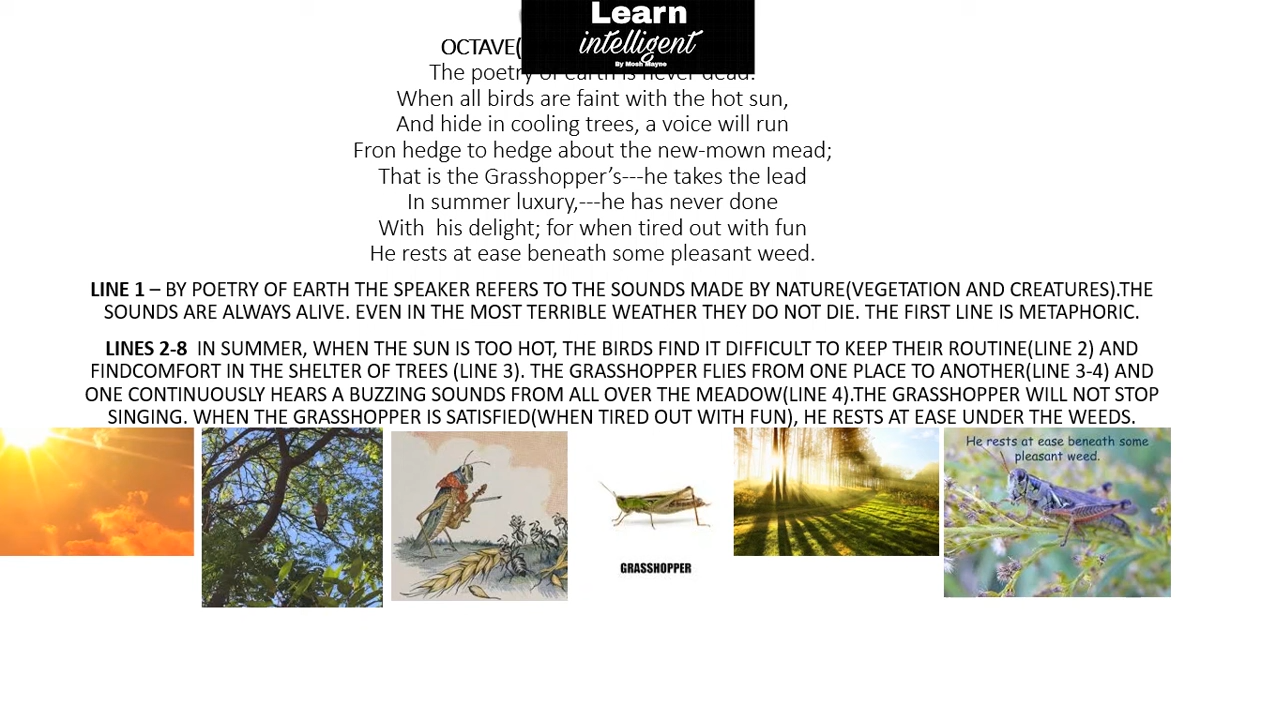 Learn
intelligent
By Mosh Mayne
OCTAVE(
The poetry of earth is never dead:
When all birds are faint with the hot sun,
And hide in cooling trees, a voice will run
Fron hedge to hedge about the new-mown mead;
That is the Grasshopper’s---he takes the lead
In summer luxury,---he has never done
With  his delight; for when tired out with fun
He rests at ease beneath some pleasant weed.
LINE 1 – BY POETRY OF EARTH THE SPEAKER REFERS TO THE SOUNDS MADE BY NATURE(VEGETATION AND CREATURES).THE
SOUNDS ARE ALWAYS ALIVE. EVEN IN THE MOST TERRIBLE WEATHER THEY DO NOT DIE. THE FIRST LINE IS METAPHORIC.
LINES 2-8  IN SUMMER, WHEN THE SUN IS TOO HOT, THE BIRDS FIND IT DIFFICULT TO KEEP THEIR ROUTINE(LINE 2) AND
FINDCOMFORT IN THE SHELTER OF TREES (LINE 3). THE GRASSHOPPER FLIES FROM ONE PLACE TO ANOTHER(LINE 3-4) AND
ONE CONTINUOUSLY HEARS A BUZZING SOUNDS FROM ALL OVER THE MEADOW(LINE 4).THE GRASSHOPPER WILL NOT STOP
SINGING. WHEN THE GRASSHOPPER IS SATISFIED(WHEN TIRED OUT WITH FUN), HE RESTS AT EASE UNDER THE WEEDS.
He rests at ease beneath some
pleasant weed.
GRASSHOPPER